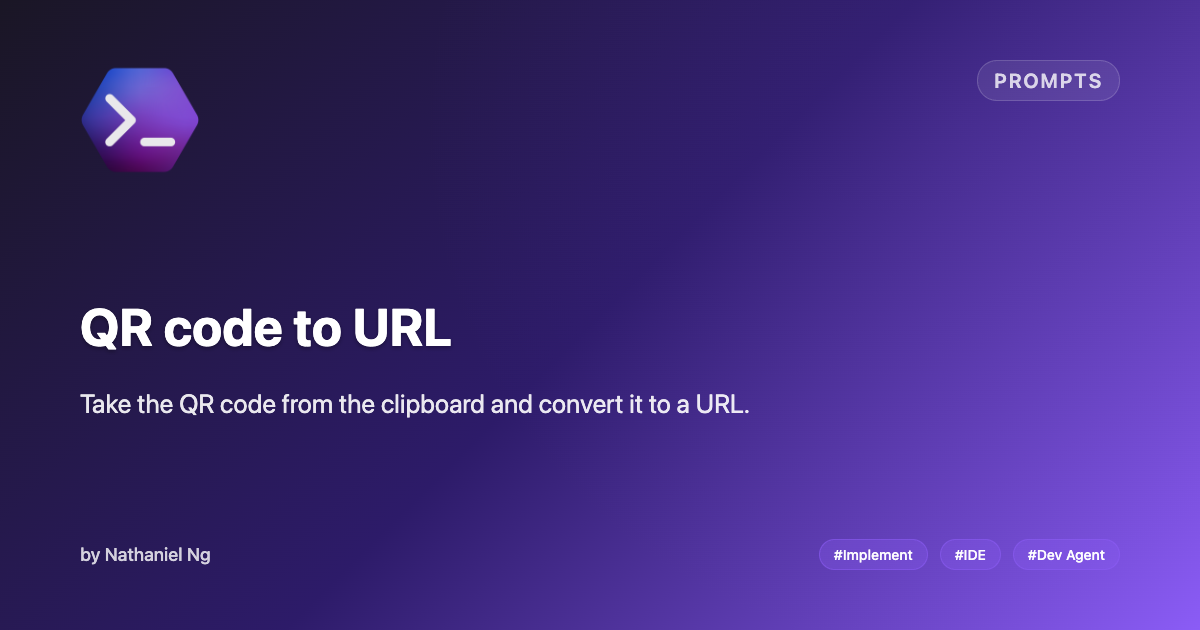 PROMPTS
QR code to URL
Take the QR code from the clipboard and convert it to a URL.
by Nathaniel Ng
#Implement
#IDE
#Dev Agent